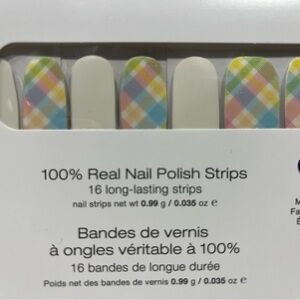 100% Real Nail Polish Strips
16 long-lasting strips
nail strips net wt 0.99 g / 0.035 oz ℮
Bandes de vernis
à ongles véritable à 100%
16 bandes de longue durée
Poids net des bandes de vernis 0.99 g / 0.035 oz ℮
M
Fa
É